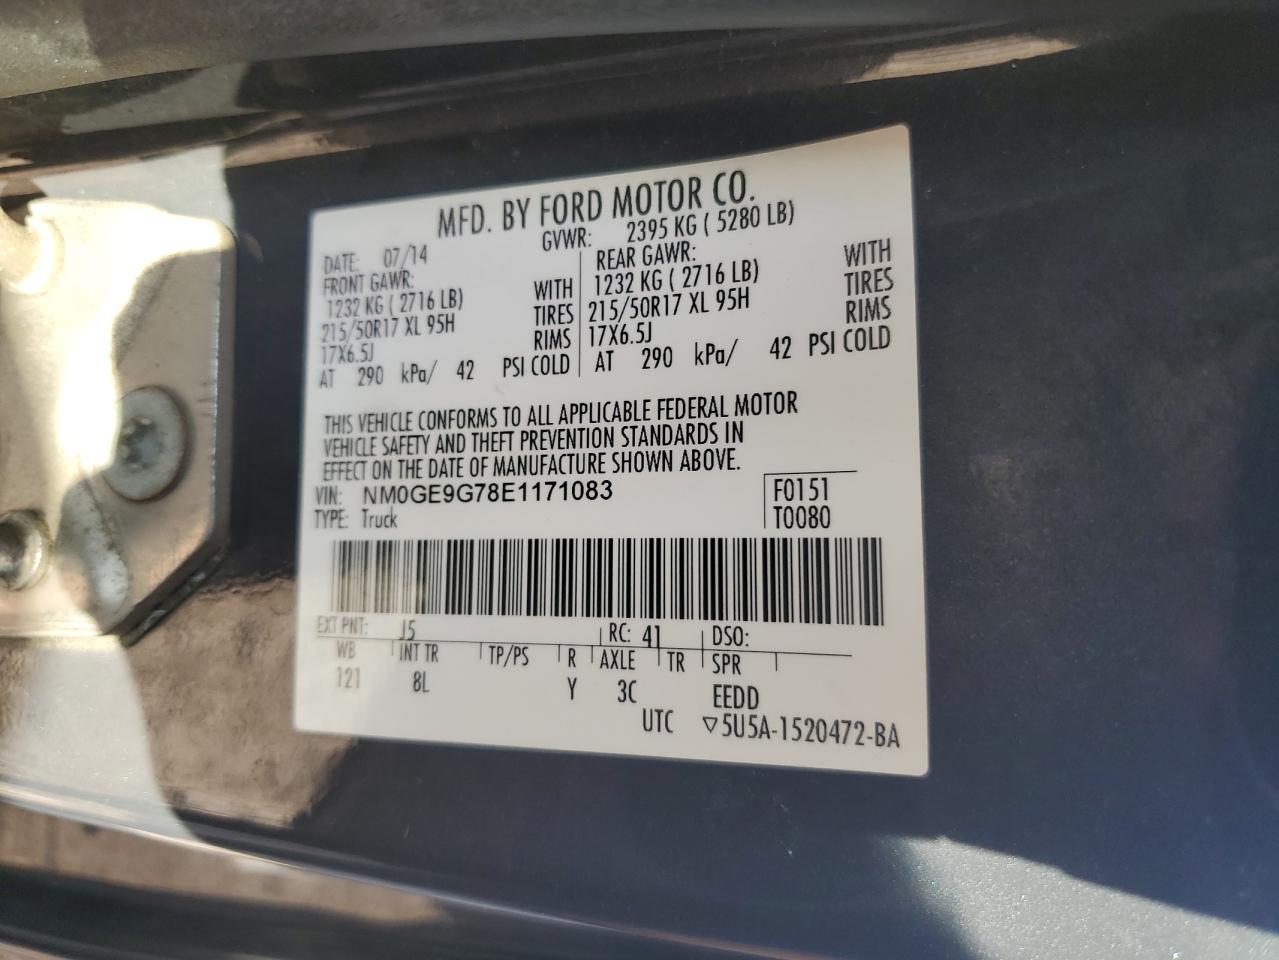 MFD. BY FORD MOTOR CO.
DATE: 07/14 GVWR: 2395 KG ( 5280 LB)
FRONT GAWR: REAR GAWR:
1232 KG ( 2716 LB) WITH 1232 KG ( 2716 LB) WITH
215/50R17 XL 95H TIRES 215/50R17 XL 95H TIRES
17X6.5J RIMS 17X6.5J RIMS
AT 290 kPa/ 42 PSI COLD AT 290 kPa/ 42 PSI COLD
THIS VEHICLE CONFORMS TO ALL APPLICABLE FEDERAL MOTOR
VEHICLE SAFETY AND THEFT PREVENTION STANDARDS IN
EFFECT ON THE DATE OF MANUFACTURE SHOWN ABOVE.
VIN: NM0GE9G78E1171083 F0151
TYPE: Truck T0080
EXT PNT: J5 RC: 41 DSO:
WB INT TR TP/PS R AXLE TR SPR
121 8L Y 3C EEDD
UTC ▽5U5A-1520472-BA